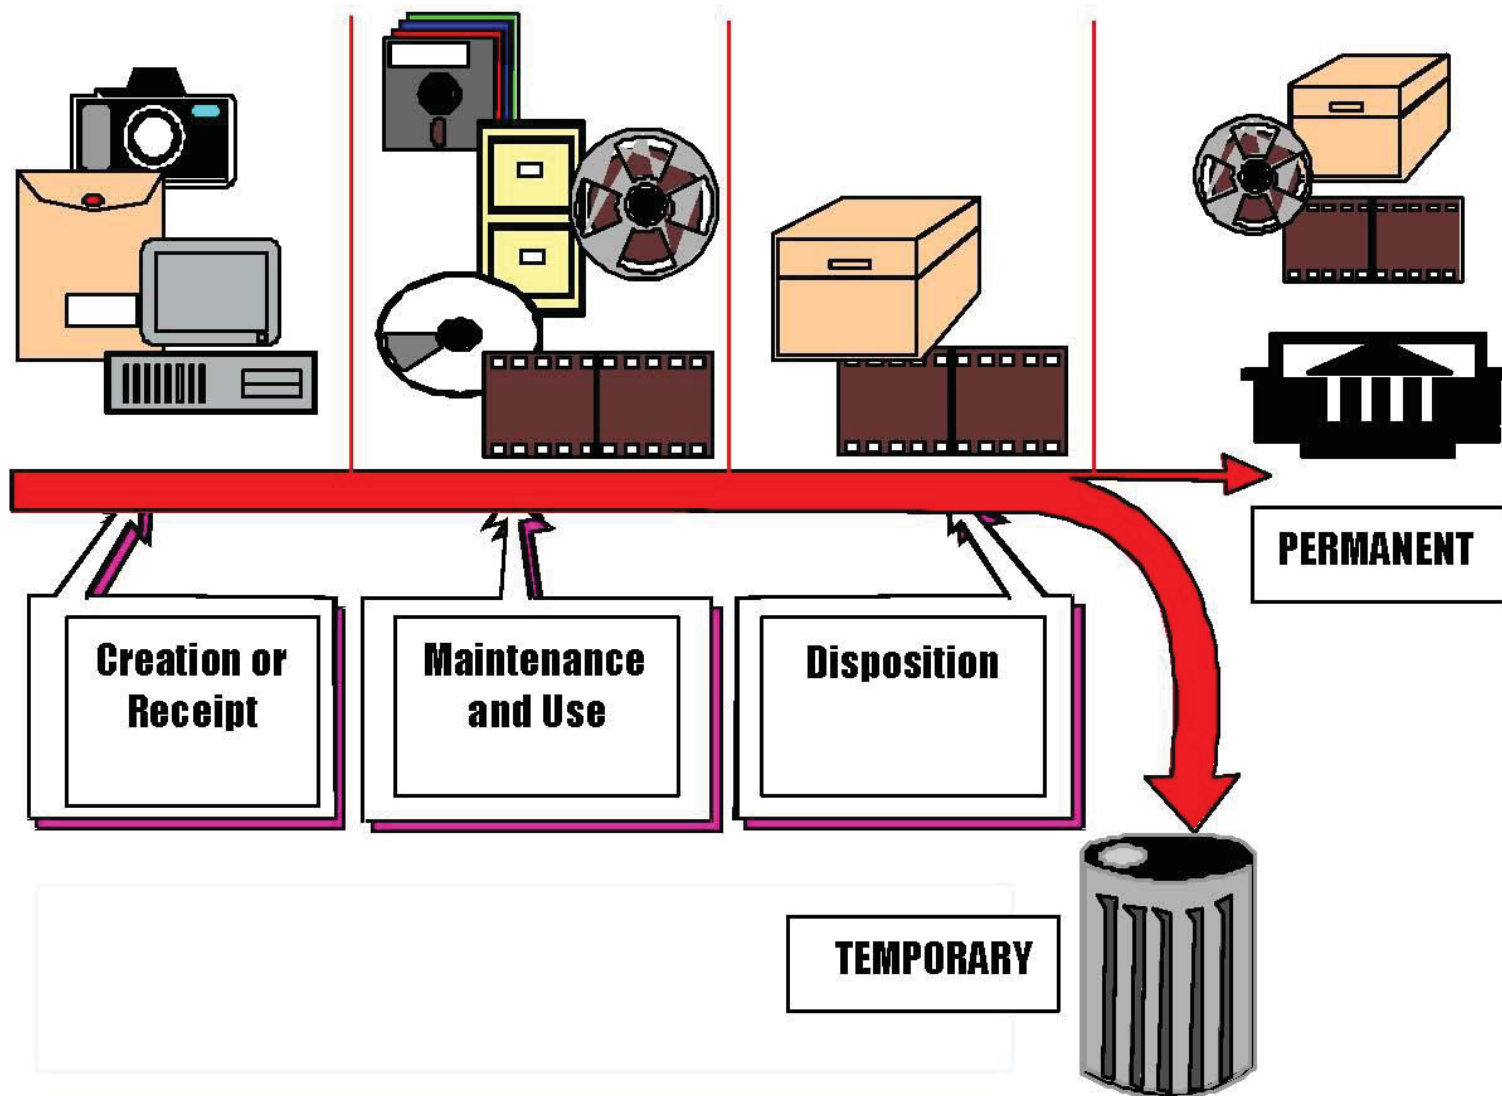 PERMANENT
Creation or
Receipt
Maintenance
and Use
Disposition
TEMPORARY